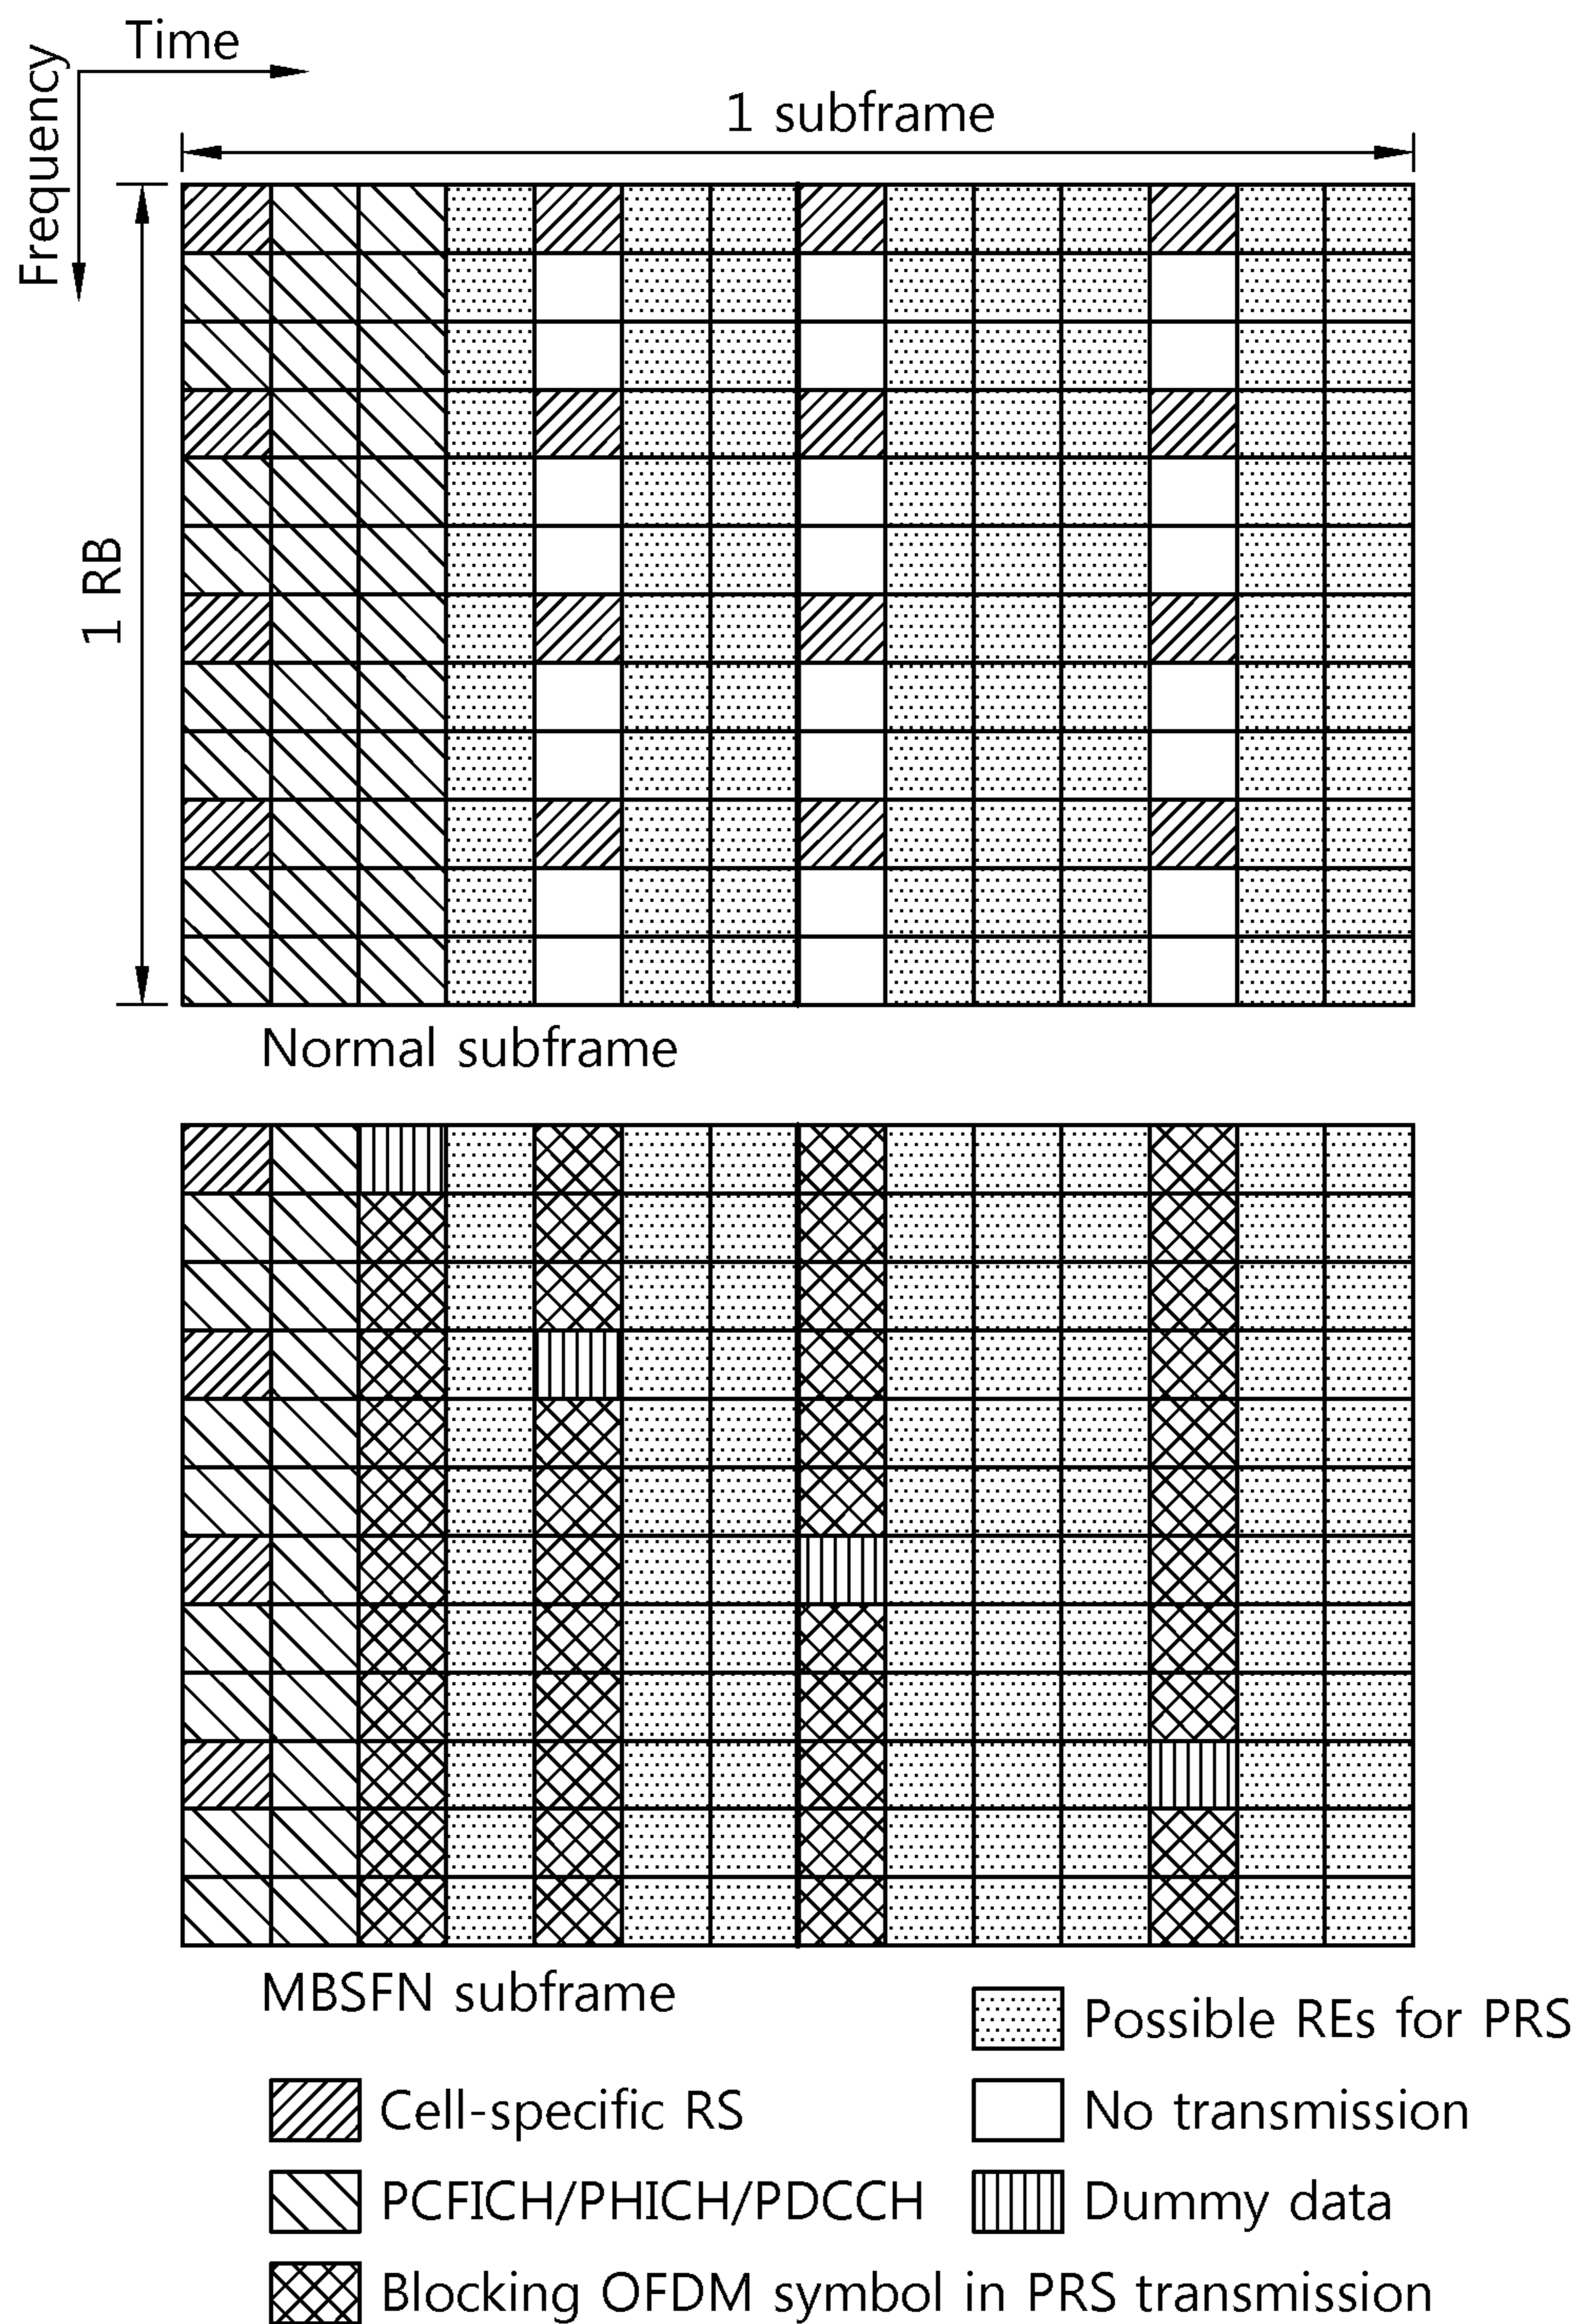 Time
Frequency
1 subframe
1 RB
Normal subframe
MBSFN subframe
Possible REs for PRS
Cell-specific RS
No transmission
PCFICH/PHICH/PDCCH
Dummy data
Blocking OFDM symbol in PRS transmission